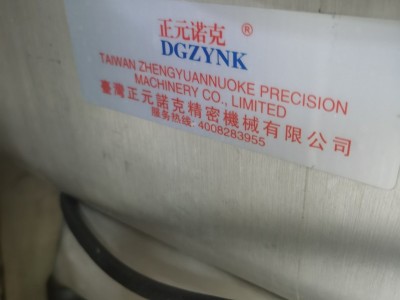 正元诺克 ®
DGZYNK
TAIWAN ZHENGYUANNUOKE PRECISION
MACHINERY CO., LIMITED
臺灣正元諾克精密機械有限公司
服务热线: 4008283955